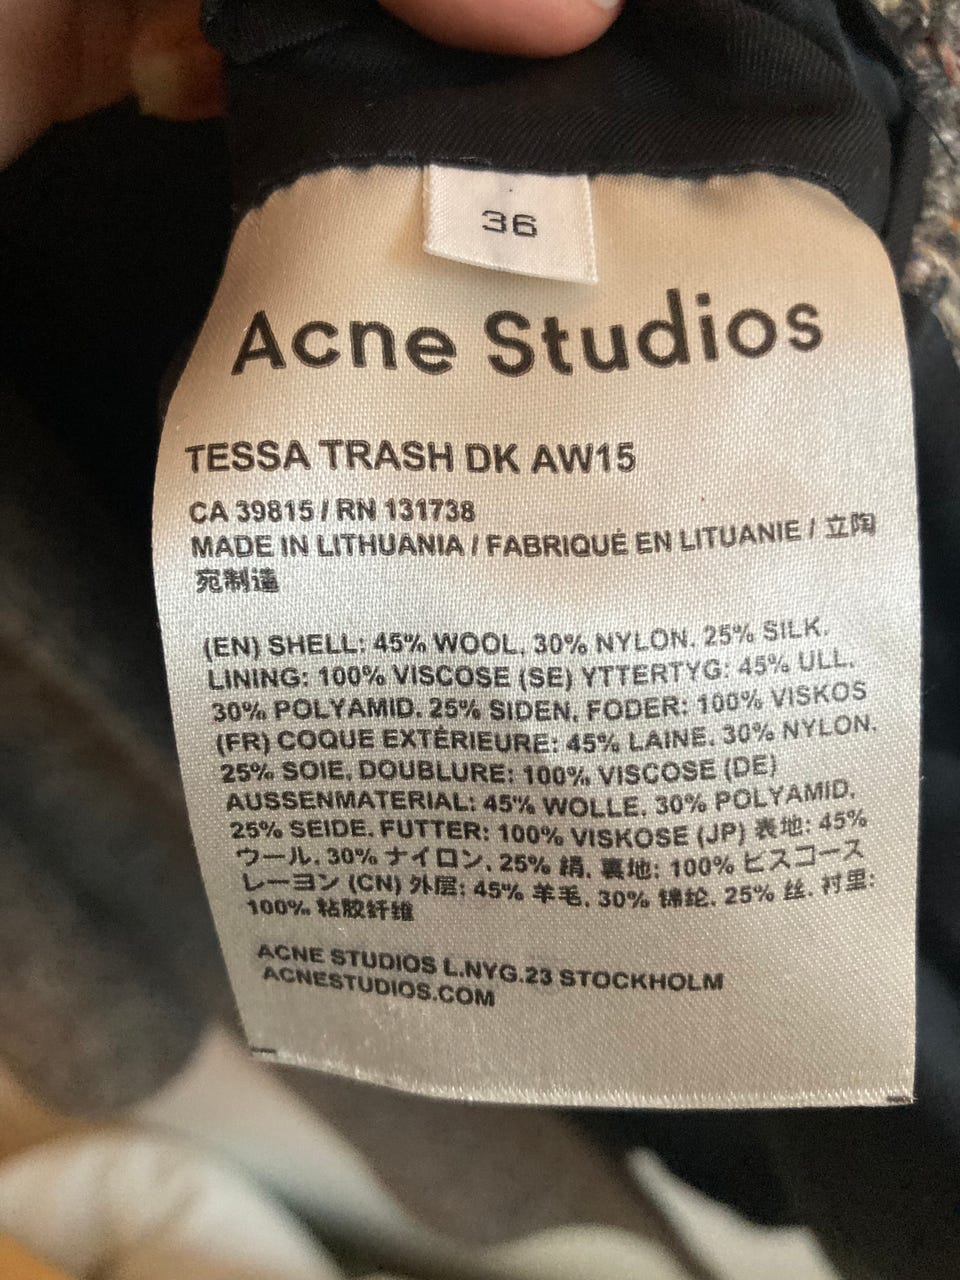 36
Acne Studios
TESSA TRASH DK AW15
CA 39815 / RN 131738
MADE IN LITHUANIA / FABRIQUÉ EN LITUANIE / 立陶
宛制造
(EN) SHELL: 45% WOOL, 30% NYLON, 25% SILK,
LINING: 100% VISCOSE (SE) YTTERTYG: 45% ULL,
30% POLYAMID, 25% SIDEN, FODER: 100% VISKOS
(FR) COQUE EXTÉRIEURE: 45% LAINE, 30% NYLON,
25% SOIE, DOUBLURE: 100% VISCOSE (DE)
AUSSENMATERIAL: 45% WOLLE, 30% POLYAMID,
25% SEIDE, FUTTER: 100% VISKOSE (JP) 表地: 45%
ウール, 30% ナイロン, 25% 絹, 裏地: 100% ビスコース
レーヨン (CN) 外层: 45% 羊毛, 30% 锦纶, 25% 丝, 衬里:
100% 粘胶纤维
ACNE STUDIOS L.NYG.23 STOCKHOLM
ACNESTUDIOS.COM